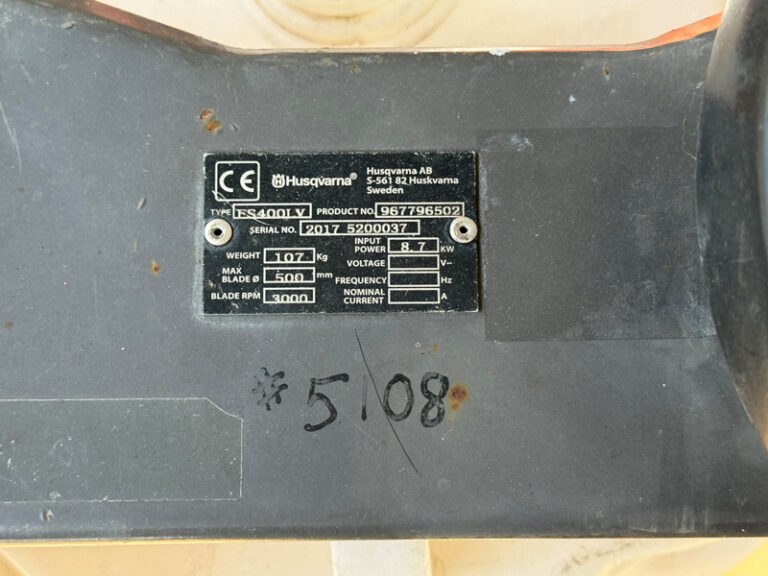 CE Husqvarna® Husqvarna AB
S-561 82 Huskvarna
Sweden
TYPE FS400LV PRODUCT NO. 967796502
SERIAL NO. 2017 5200037
WEIGHT 107 Kg INPUT POWER 8.7 KW
MAX BLADE Ø 500 mm VOLTAGE V~
BLADE RPM 3000 FREQUENCY Hz
NOMINAL CURRENT A
*5108